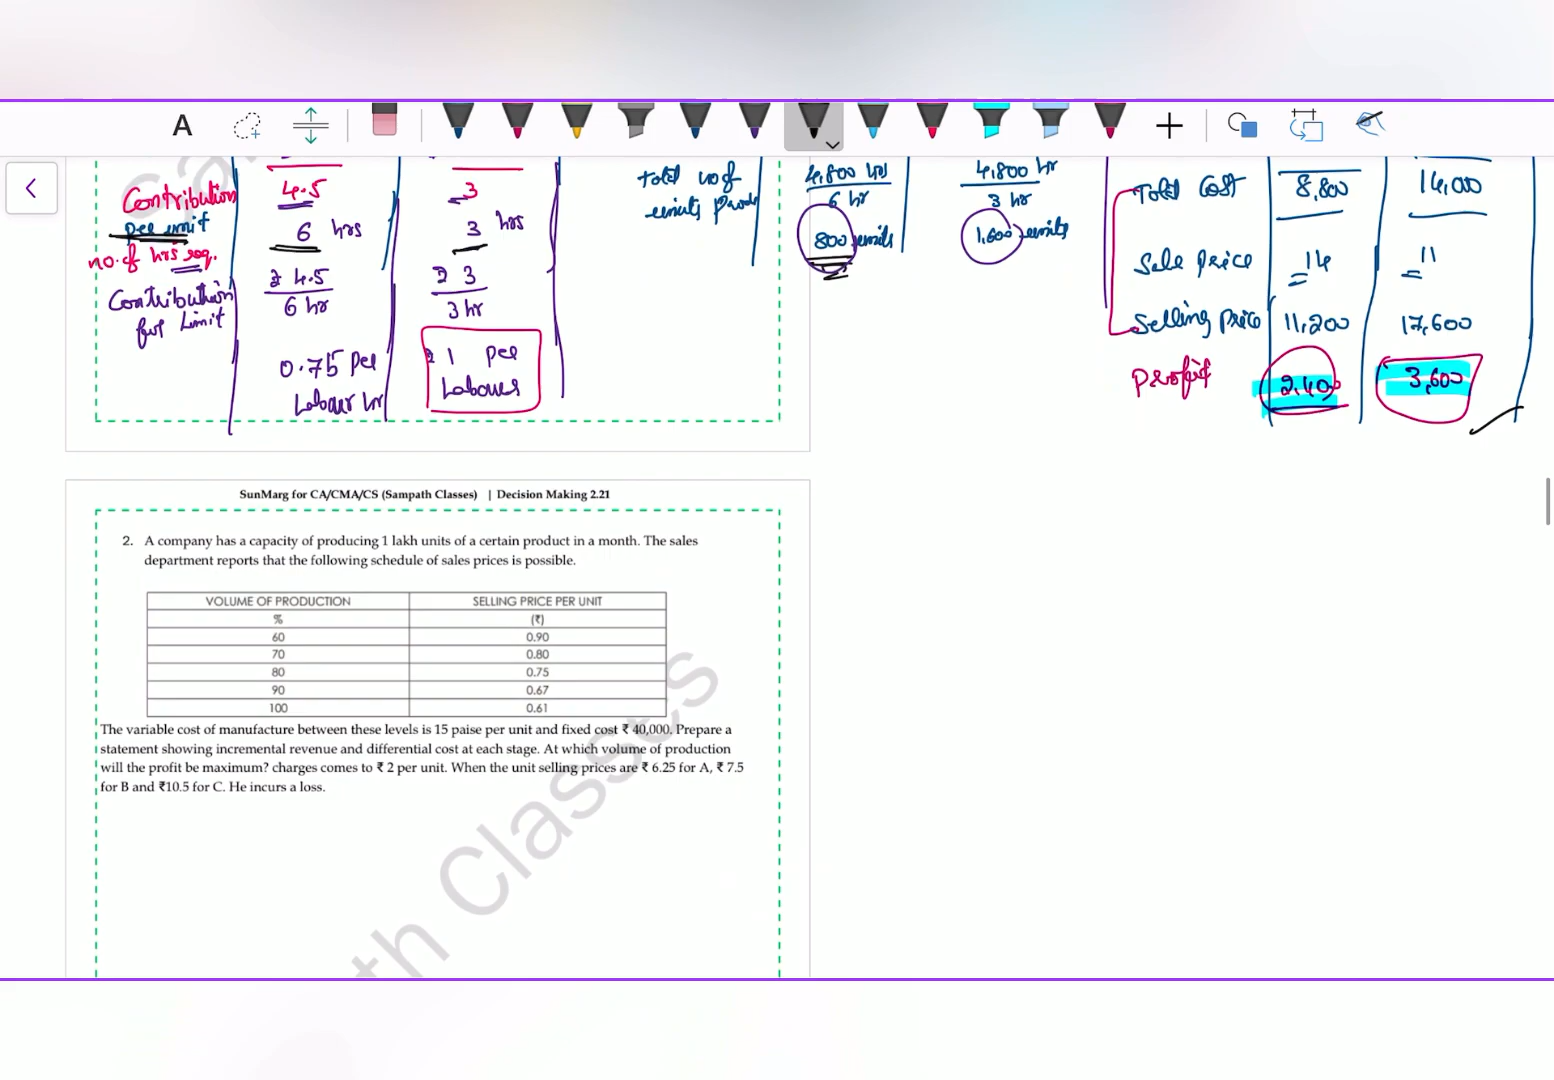 A
Contribution
per unit
no. of hrs req.
Contribution
for Limit
4.5
6 hrs
4.5
6 hr
0.75 Per
Labour hr
3
3 hrs
3
3 hr
1 per
Labours
Total no of
units Prod
4,800 hrs
6 hr
800 units
4,800 hr
3 hr
1,600 units
Total Cost 8,800 14,000
Sale price 14 11
Selling Price 11,200 17,600
Profit 2,400 3,600
SunMarg for CA/CMA/CS (Sampath Classes) | Decision Making 2.21
2. A company has a capacity of producing 1 lakh units of a certain product in a month. The sales
department reports that the following schedule of sales prices is possible.
VOLUME OF PRODUCTION SELLING PRICE PER UNIT
% (₹)
60 0.90
70 0.80
80 0.75
90 0.67
100 0.61
The variable cost of manufacture between these levels is 15 paise per unit and fixed cost ₹ 40,000. Prepare a
statement showing incremental revenue and differential cost at each stage. At which volume of production
will the profit be maximum? charges comes to ₹ 2 per unit. When the unit selling prices are ₹ 6.25 for A, ₹ 7.5
for B and ₹10.5 for C. He incurs a loss.
th Classes